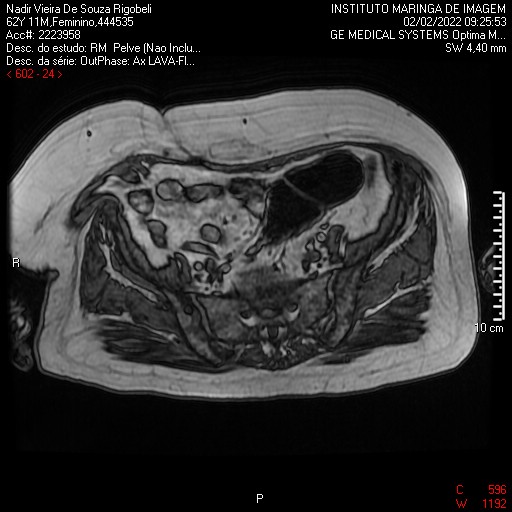 Nadir Vieira De Souza Rigobeli
62Y 11M,Feminino,444535
Acc#: 2223958
Desc. do estudo: RM  Pelve (Nao Inclu...
Desc. da série: OutPhase: Ax LAVA-Fl...
< 602 - 24 >
INSTITUTO MARINGA DE IMAGEM
02/02/2022 09:25:53
GE MEDICAL SYSTEMS Optima M...
SW 4,40 mm
R
10 cm
P
C 596
W 1192